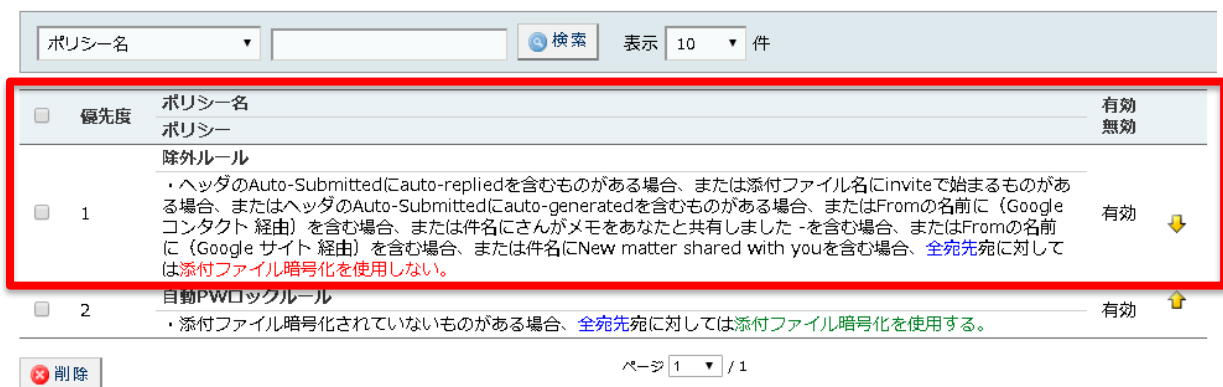 ポリシー名 検索 表示 10 件
優先度 ポリシー名 有効
ポリシー 無効
除外ルール
・ヘッダのAuto-Submittedにauto-repliedを含むものがある場合、または添付ファイル名にinviteで始まるものがあ
る場合、またはヘッダのAuto-Submittedにauto-generatedを含むものがある場合、またはFromの名前に（Google
コンタクト 経由）を含む場合、または件名にさんがメモをあなたと共有しました -を含む場合、またはFromの名前
に（Google サイト 経由）を含む場合、または件名にNew matter shared with youを含む場合、全宛先宛に対して
は添付ファイル暗号化を使用しない。
1 有効
自動PWロックルール
2 有効
・添付ファイル暗号化されていないものがある場合、全宛先宛に対しては添付ファイル暗号化を使用する。
削除 ページ 1 / 1